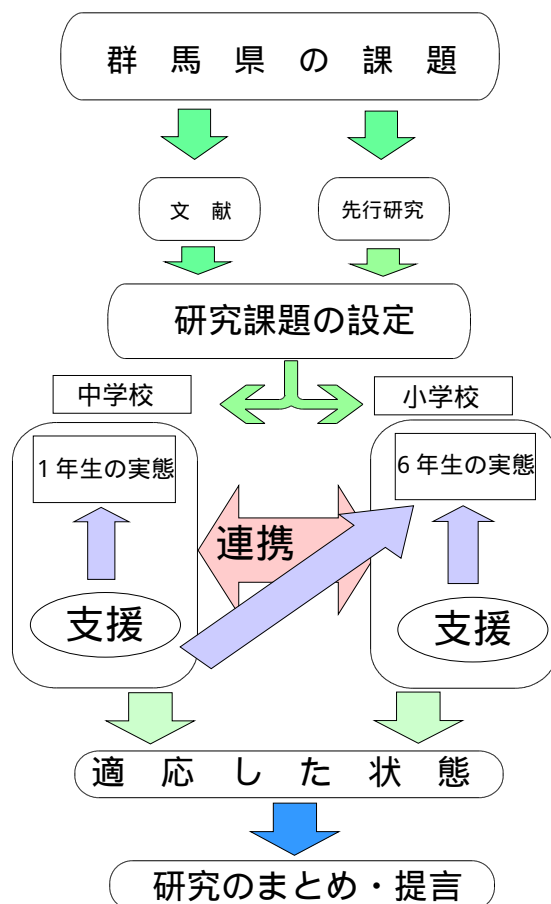 群馬県の課題
文献
先行研究
研究課題の設定
中学校
小学校
1年生の実態
6年生の実態
連携
支援
支援
適応した状態
研究のまとめ・提言